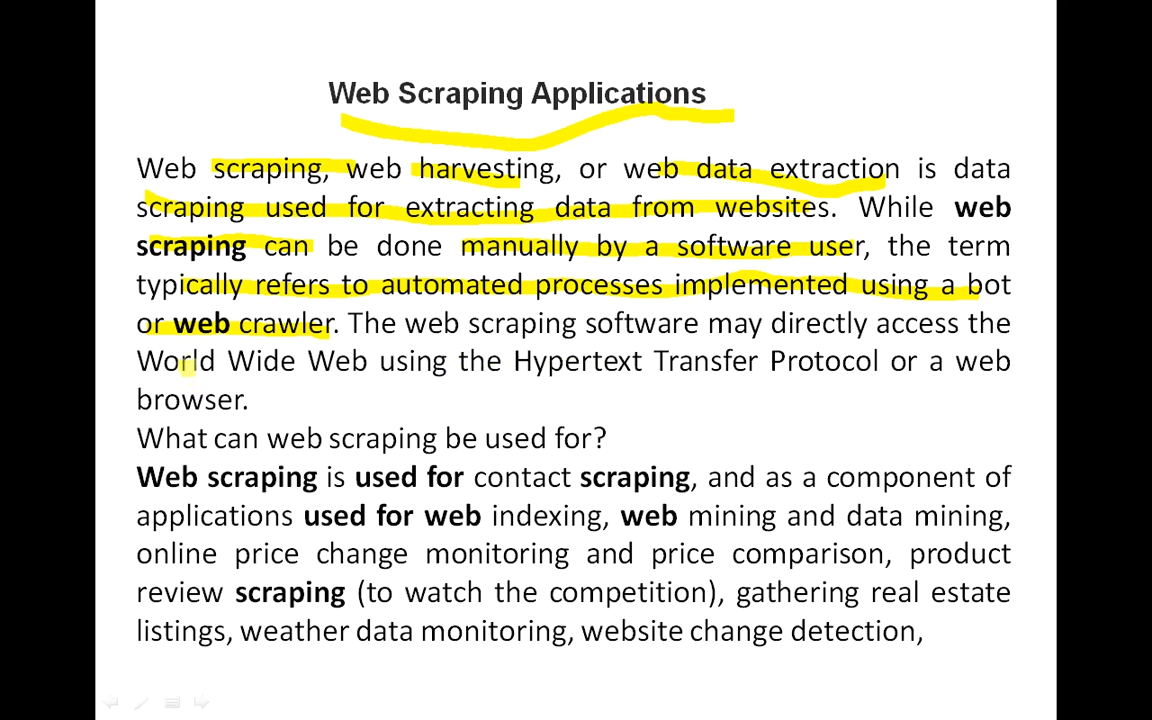 Web Scraping Applications
Web scraping, web harvesting, or web data extraction is data
scraping used for extracting data from websites. While web
scraping can be done manually by a software user, the term
typically refers to automated processes implemented using a bot
or web crawler. The web scraping software may directly access the
World Wide Web using the Hypertext Transfer Protocol or a web
browser.
What can web scraping be used for?
Web scraping is used for contact scraping, and as a component of
applications used for web indexing, web mining and data mining,
online price change monitoring and price comparison, product
review scraping (to watch the competition), gathering real estate
listings, weather data monitoring, website change detection,